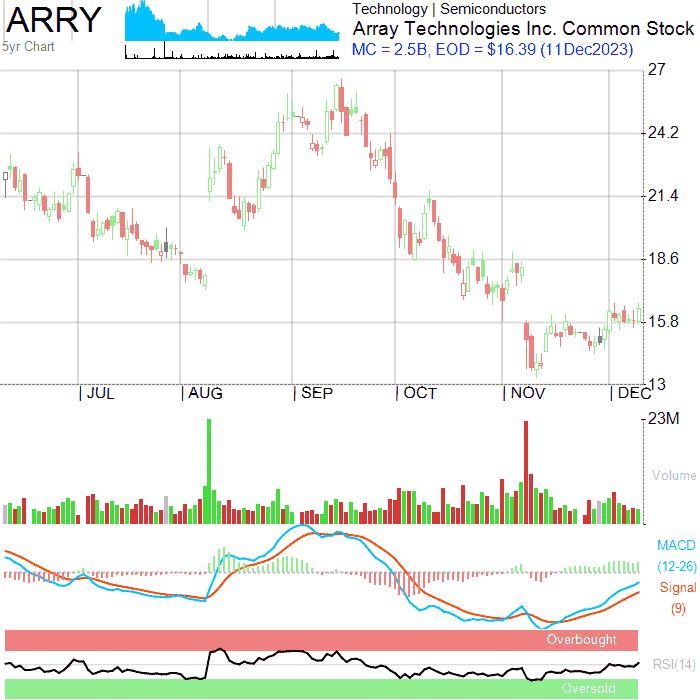 ARRY
5yr Chart
Technology | Semiconductors
Array Technologies Inc. Common Stock
MC = 2.5B, EOD = $16.39 (11Dec2023)
27
24.2
21.4
18.6
15.8
13
| JUL | AUG | SEP | OCT | NOV | DEC
23M
Volume
MACD
(12-26)
Signal
(9)
Overbought
RSI(14)
Oversold